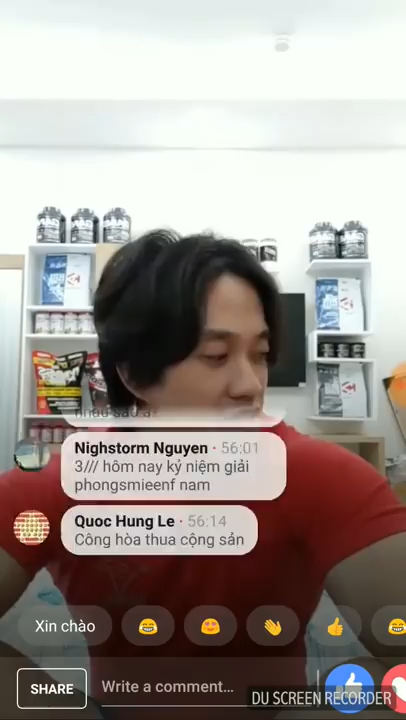 Nighstorm Nguyen · 56:01
3/// hôm nay kỷ niệm giải
phongsmieenf nam
Quoc Hung Le · 56:14
Công hòa thua cộng sản
Xin chào
SHARE
Write a comment...
DU SCREEN RECORDER